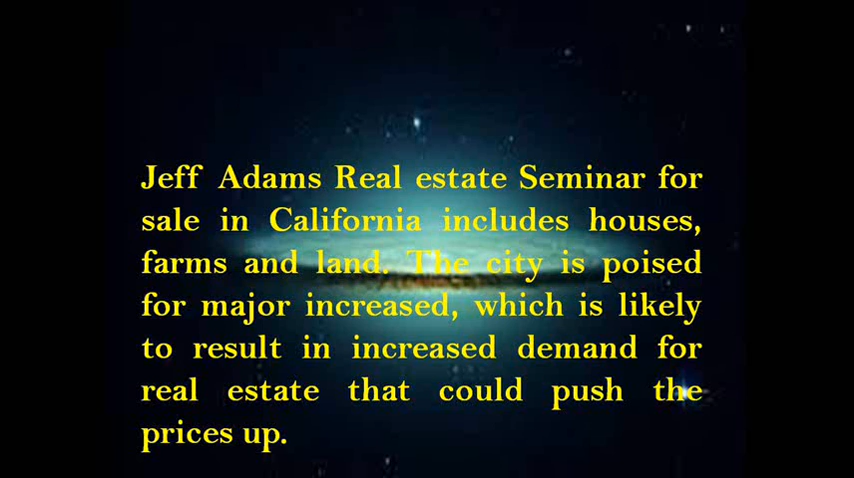 Jeff Adams Real estate Seminar for
sale in California includes houses,
farms and land. The city is poised
for major increased, which is likely
to result in increased demand for
real estate that could push the
prices up.